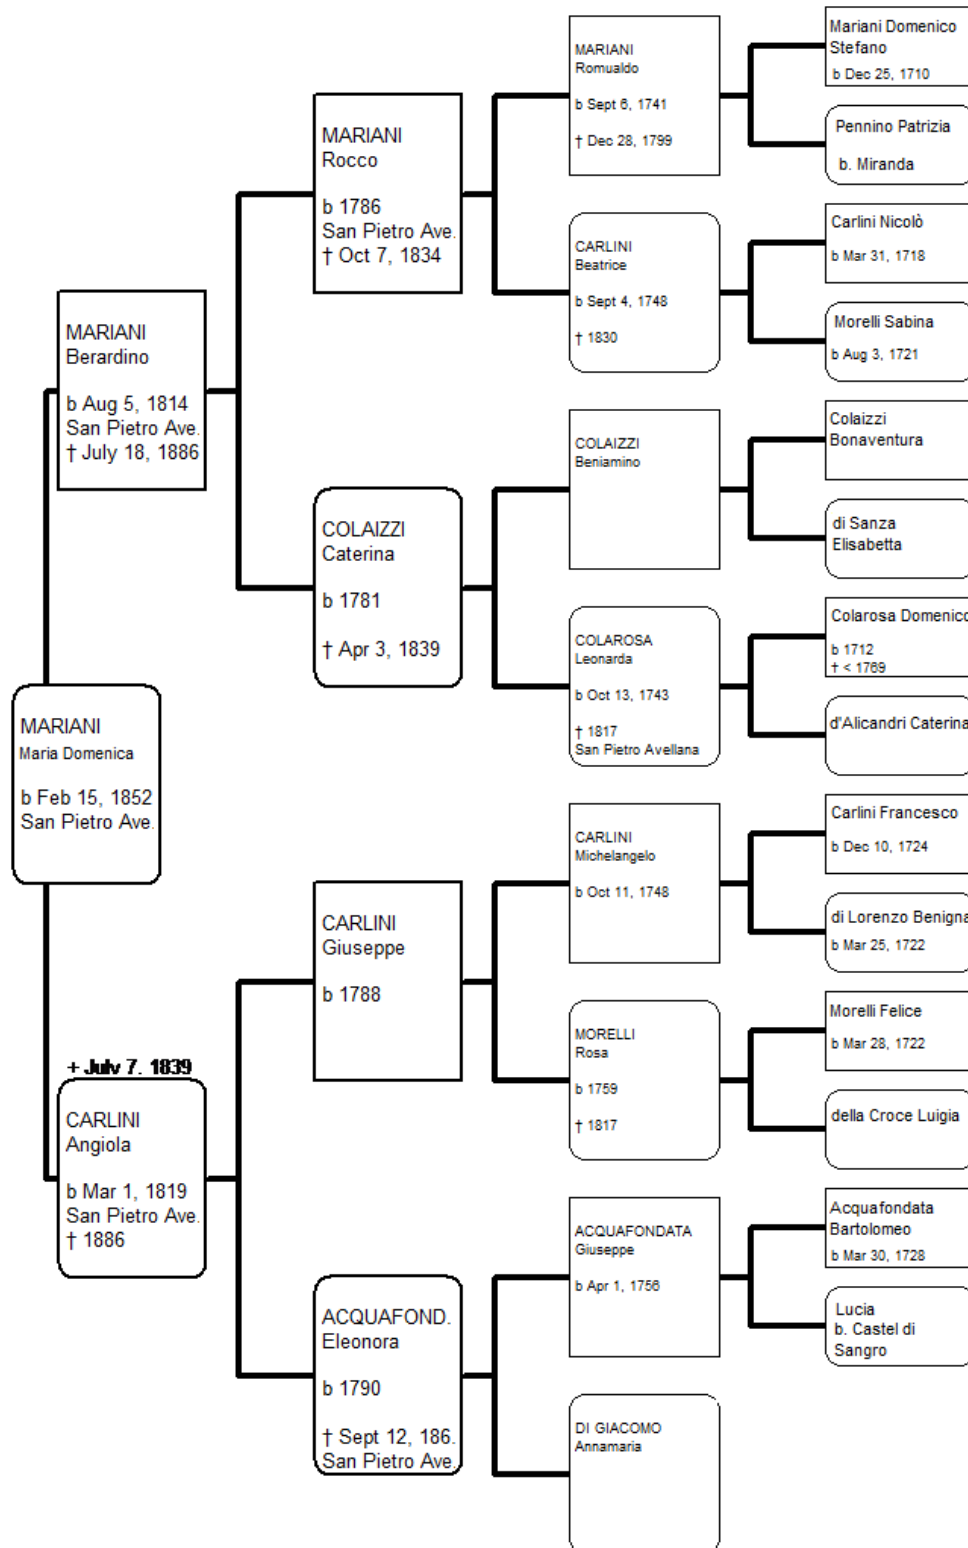 MARIANI
Maria Domenica
b Feb 15, 1852
San Pietro Ave.
MARIANI
Berardino
b Aug 5, 1814
San Pietro Ave.
† July 18, 1886
+ July 7, 1839
CARLINI
Angiola
b Mar 1, 1819
San Pietro Ave.
† 1886
MARIANI
Rocco
b 1786
San Pietro Ave.
† Oct 7, 1834
COLAIZZI
Caterina
b 1781
† Apr 3, 1839
CARLINI
Giuseppe
b 1788
ACQUAFOND.
Eleonora
b 1790
† Sept 12, 186.
San Pietro Ave.
MARIANI
Romualdo
b Sept 6, 1741
† Dec 28, 1799
CARLINI
Beatrice
b Sept 4, 1748
† 1830
COLAIZZI
Beniamino
COLAROSA
Leonarda
b Oct 13, 1743
† 1817
San Pietro Avellana
CARLINI
Michelangelo
b Oct 11, 1748
MORELLI
Rosa
b 1759
† 1817
ACQUAFONDATA
Giuseppe
b Apr 1, 1756
DI GIACOMO
Annamaria
Mariani Domenico
Stefano
b Dec 25, 1710
Pennino Patrizia
b. Miranda
Carlini Nicolò
b Mar 31, 1718
Morelli Sabina
b Aug 3, 1721
Colaizzi
Bonaventura
di Sanza
Elisabetta
Colarosa Domenico
b 1712
† < 1769
d'Alicandri Caterina
Carlini Francesco
b Dec 10, 1724
di Lorenzo Benigna
b Mar 25, 1722
Morelli Felice
b Mar 28, 1722
della Croce Luigia
Acquafondata
Bartolomeo
b Mar 30, 1728
Lucia
b. Castel di
Sangro